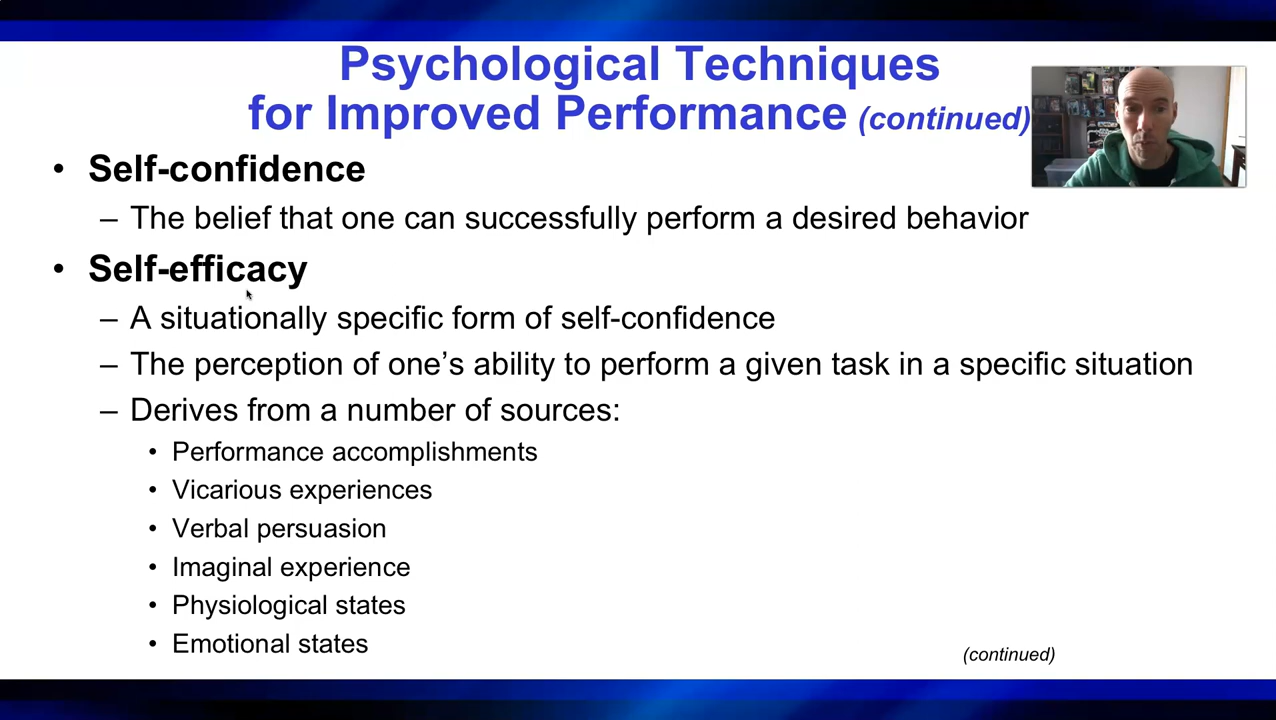 Psychological Techniques
for Improved Performance (continued)
• Self-confidence
– The belief that one can successfully perform a desired behavior
• Self-efficacy
– A situationally specific form of self-confidence
– The perception of one’s ability to perform a given task in a specific situation
– Derives from a number of sources:
• Performance accomplishments
• Vicarious experiences
• Verbal persuasion
• Imaginal experience
• Physiological states
• Emotional states
(continued)